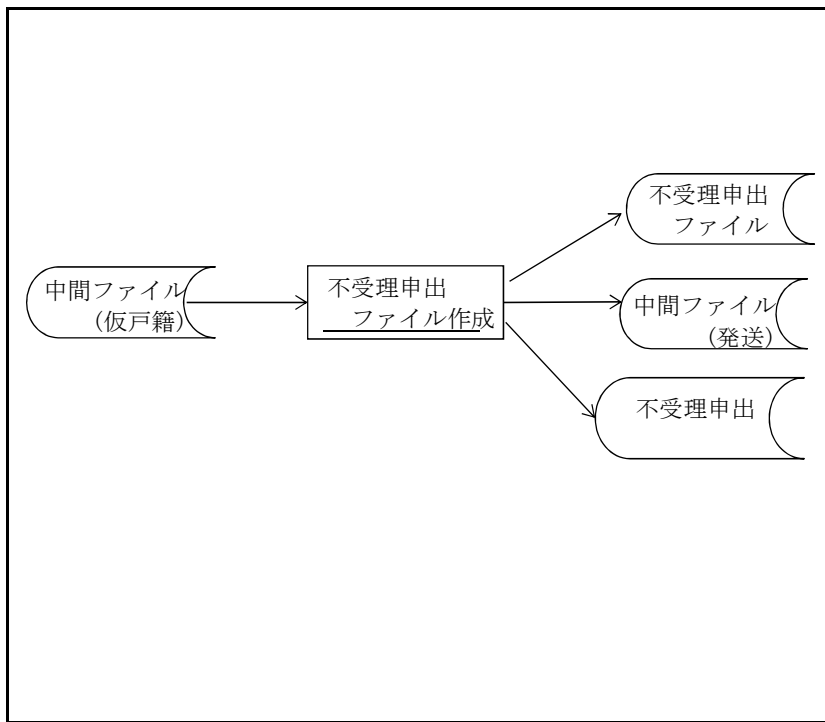 中間ファイル
(仮戸籍)
不受理申出
ファイル作成
不受理申出
ファイル
中間ファイル
(発送)
不受理申出